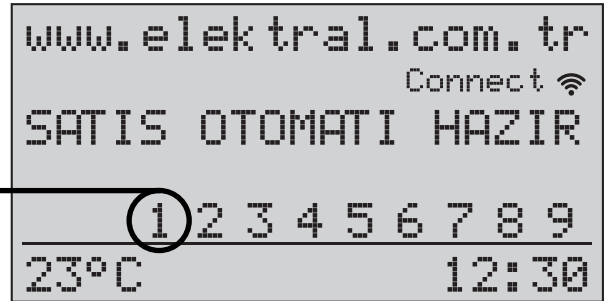 www.elektral.com.tr
Connect
SATIS OTOMATI HAZIR
1 2 3 4 5 6 7 8 9
23°C 12:30